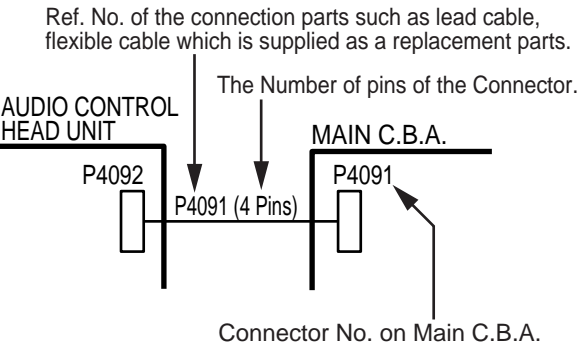 Ref. No. of the connection parts such as lead cable,
flexible cable which is supplied as a replacement parts.
The Number of pins of the Connector.
AUDIO CONTROL
HEAD UNIT
MAIN C.B.A.
P4092
P4091 (4 Pins)
P4091
Connector No. on Main C.B.A.